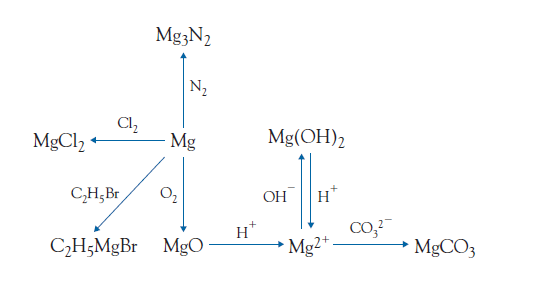 Mg₃N₂
N₂
Cl₂
MgCl₂
Mg
Mg(OH)₂
C₂H₅Br
O₂
OH⁻
H⁺
C₂H₅MgBr
MgO
H⁺
Mg²⁺
CO₃²⁻
MgCO₃